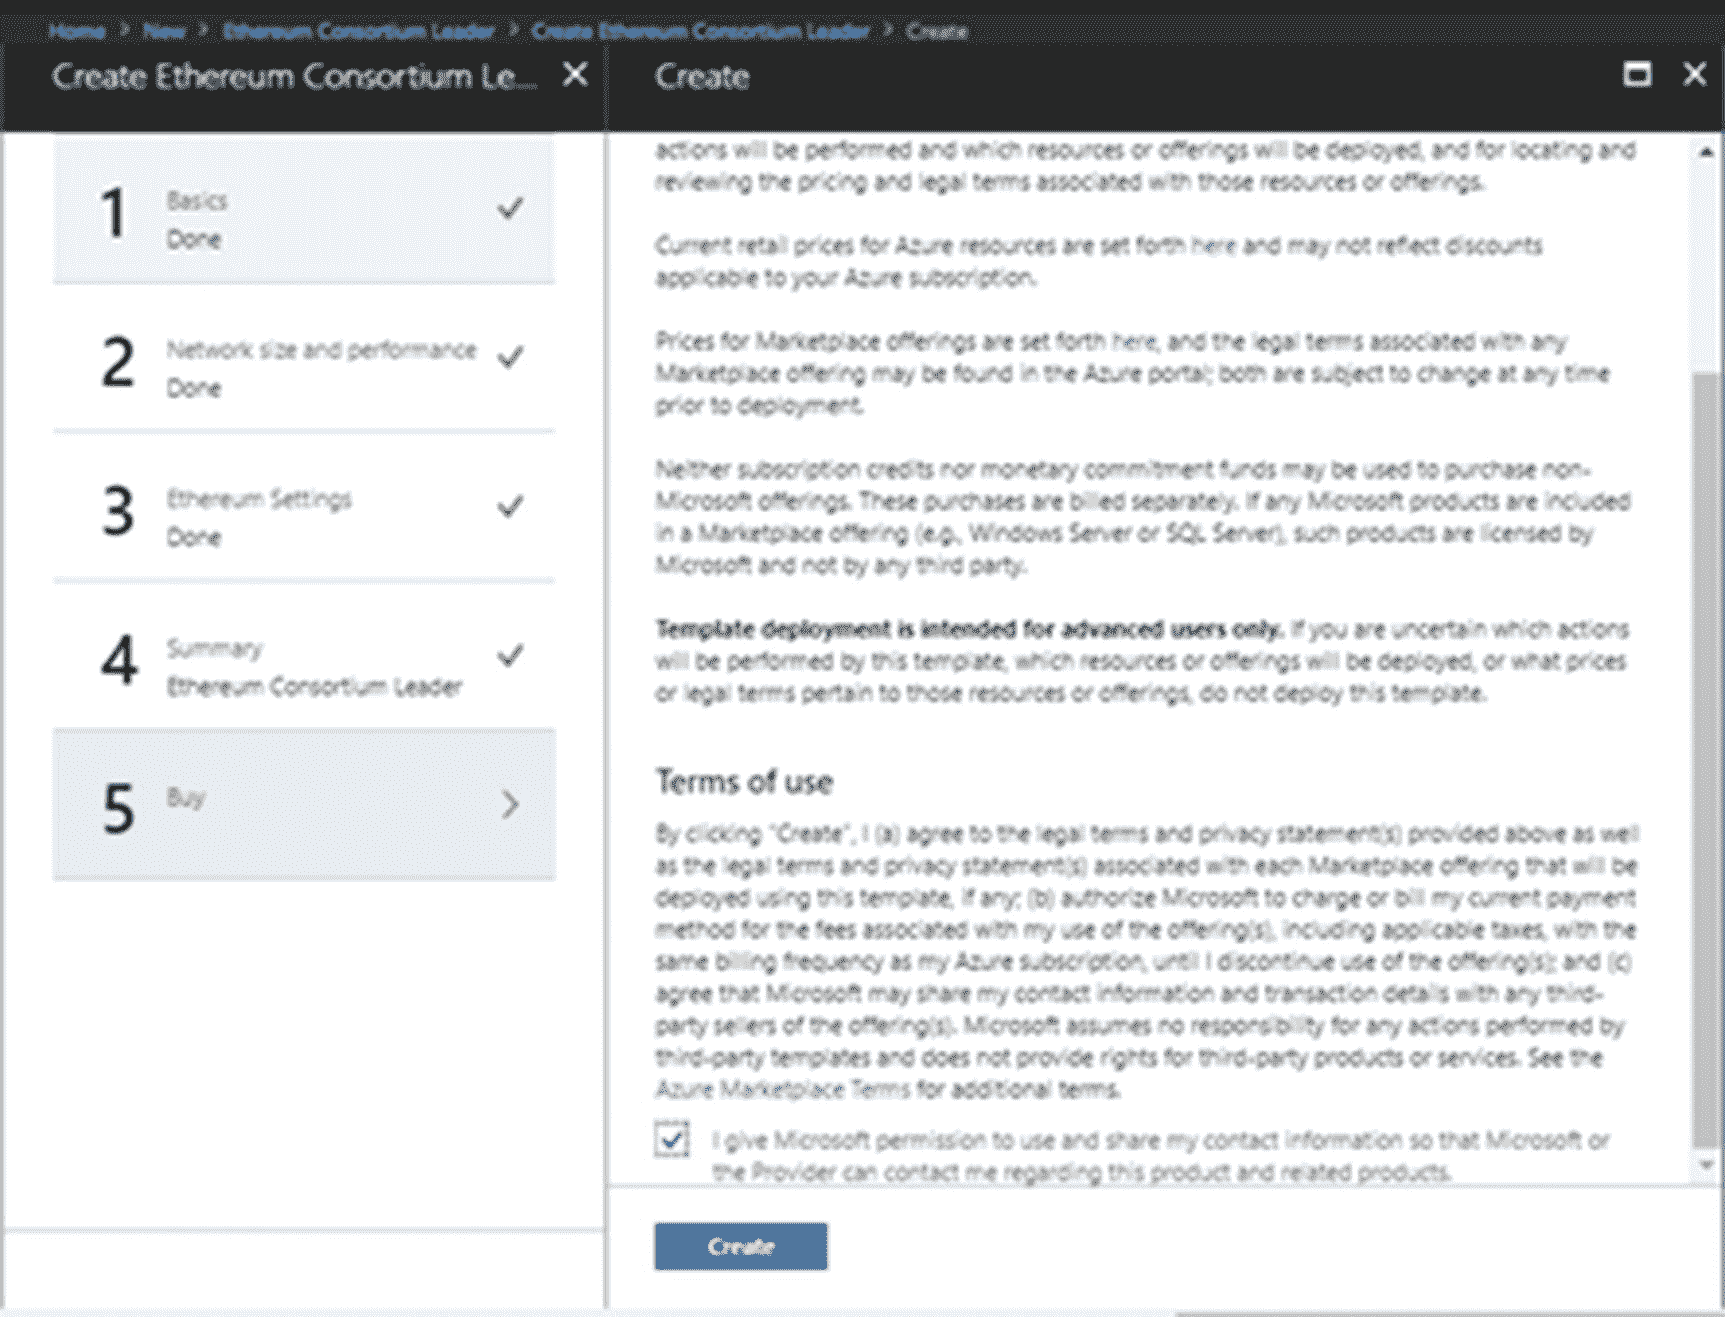 Home > New > Ethereum Consortium Leader > Create Ethereum Consortium Leader > Create
Create Ethereum Consortium Le...
Create
1
Basics
Done
2
Network size and performance
Done
3
Ethereum Settings
Done
4
Summary
Ethereum Consortium Leader
5
Buy
actions will be performed and which resources or offerings will be deployed, and for locating and
reviewing the pricing and legal terms associated with those resources or offerings.
Current retail prices for Azure resources are set forth here and may not reflect discounts
applicable to your Azure subscription.
Prices for Marketplace offerings are set forth here, and the legal terms associated with any
Marketplace offering may be found in the Azure portal; both are subject to change at any time
prior to deployment.
Neither subscription credits nor monetary commitment funds may be used to purchase non-
Microsoft offerings. These purchases are billed separately. If any Microsoft products are included
in a Marketplace offering (e.g., Windows Server or SQL Server), such products are licensed by
Microsoft and not by any third party.
Template deployment is intended for advanced users only. If you are uncertain which actions
will be performed by this template, which resources or offerings will be deployed, or what prices
or legal terms pertain to those resources or offerings, do not deploy this template.
Terms of use
By clicking "Create", I (a) agree to the legal terms and privacy statement(s) provided above as well
as the legal terms and privacy statement(s) associated with each Marketplace offering that will be
deployed using this template, if any; (b) authorize Microsoft to charge or bill my current payment
method for the fees associated with my use of the offering(s), including applicable taxes, with the
same billing frequency as my Azure subscription, until I discontinue use of the offering(s); and (c)
agree that Microsoft may share my contact information and transaction details with any third-
party sellers of the offering(s). Microsoft assumes no responsibility for any actions performed by
third-party templates and does not provide rights for third-party products or services. See the
Azure Marketplace Terms for additional terms.
I give Microsoft permission to use and share my contact information so that Microsoft or
the Provider can contact me regarding this product and related products.
Create